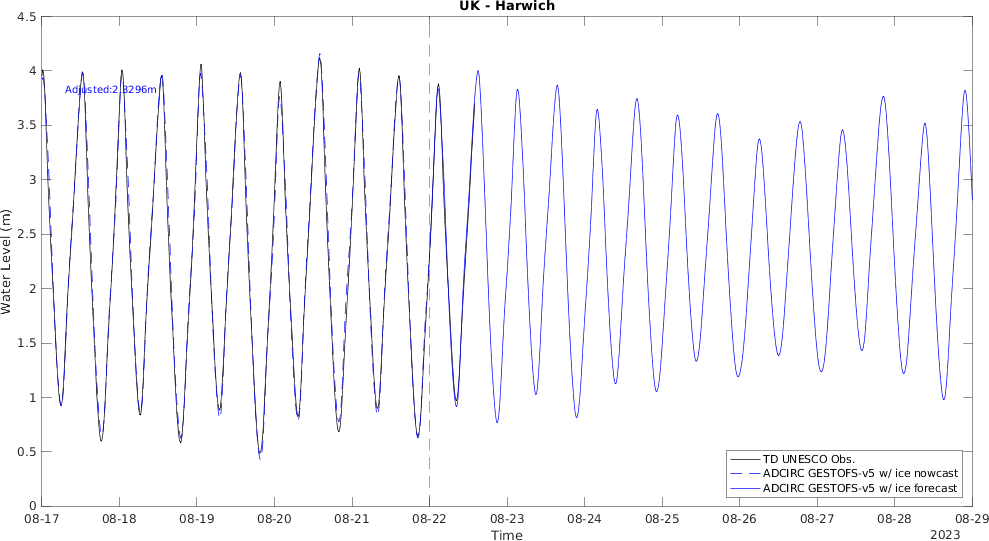 UK - Harwich
4.5
4
3.5
3
2.5
2
1.5
1
0.5
0
Water Level (m)
Adjusted:2.3296m
TD UNESCO Obs.
ADCIRC GESTOFS-v5 w/ ice nowcast
ADCIRC GESTOFS-v5 w/ ice forecast
08-17 08-18 08-19 08-20 08-21 08-22 08-23 08-24 08-25 08-26 08-27 08-28 08-29
Time
2023